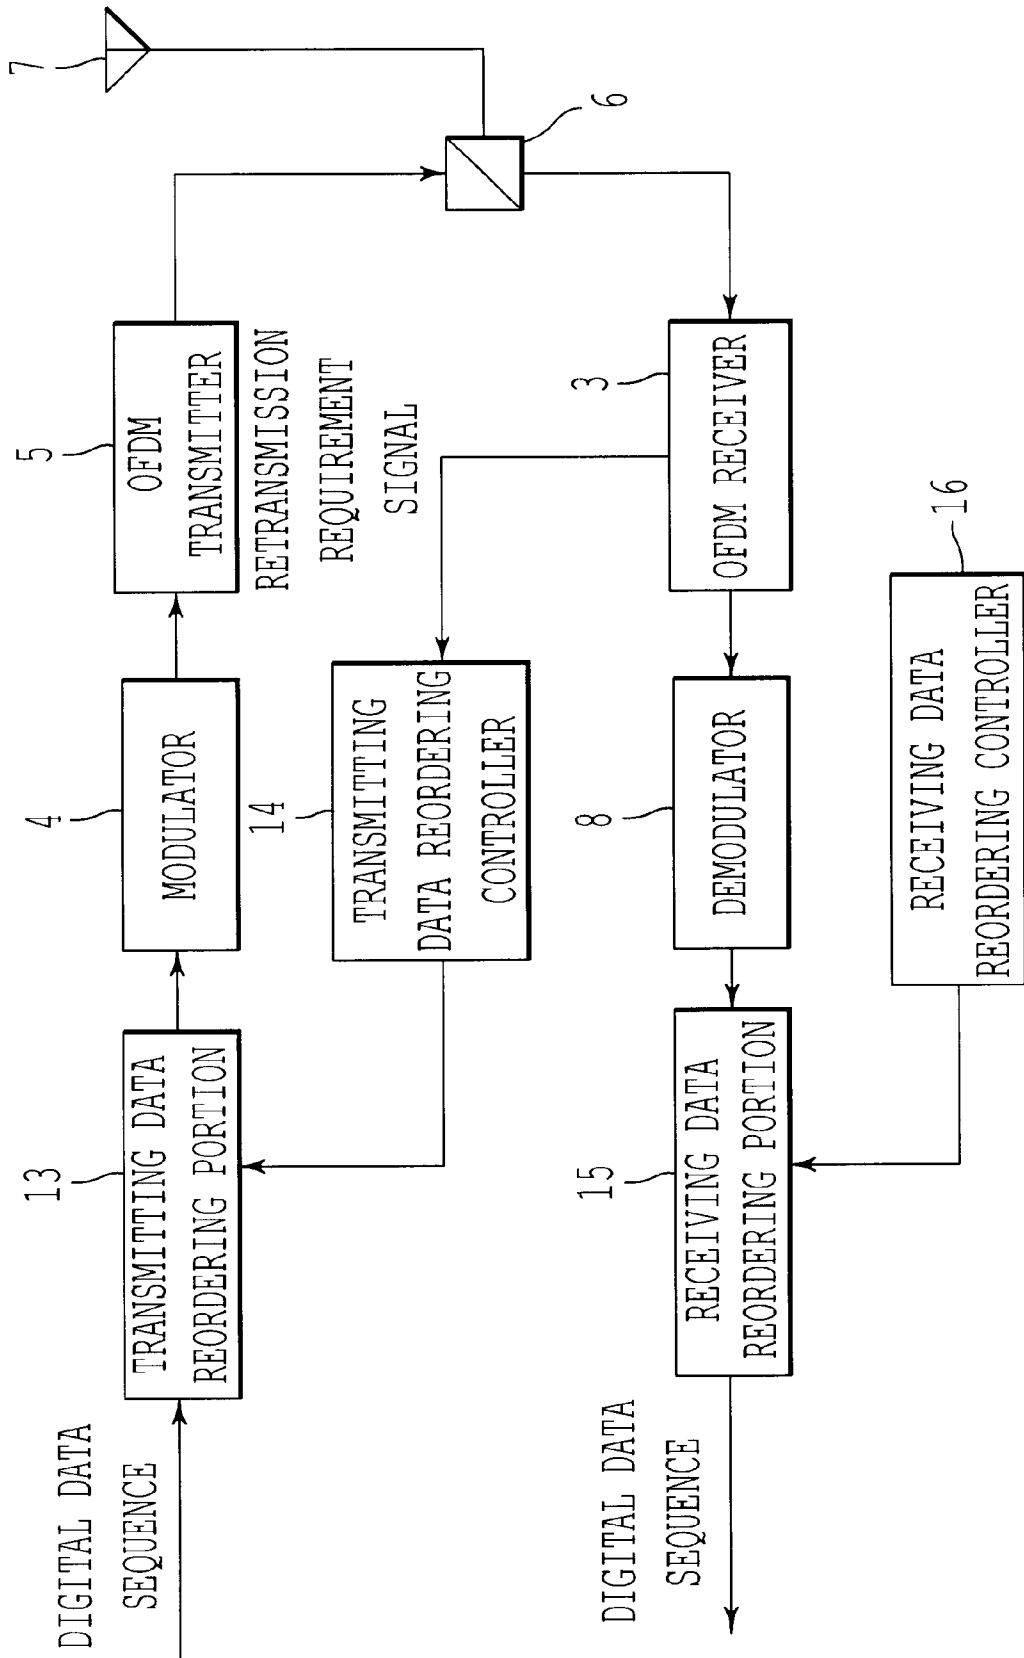 DIGITAL DATA
SEQUENCE
13
TRANSMITTING DATA
REORDERING PORTION
4
MODULATOR
5
OFDM
TRANSMITTER
7
14
TRANSMITTING
DATA REORDERING
CONTROLLER
RETRANSMISSION
REQUIREMENT
SIGNAL
6
DIGITAL DATA
SEQUENCE
15
RECEIVING DATA
REORDERING PORTION
8
DEMODULATOR
3
OFDM RECEIVER
16
RECEIVING DATA
REORDERING CONTROLLER